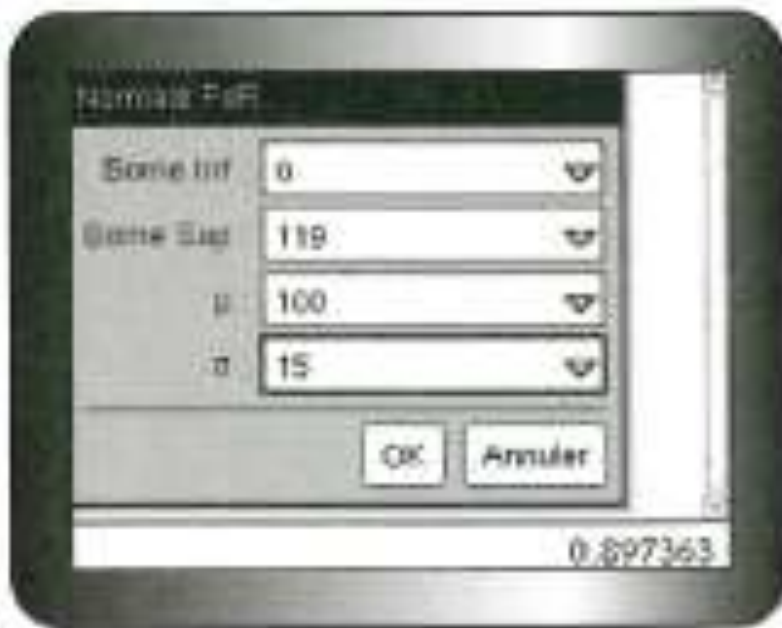 Normale FdR
Borne Inf 0
Borne Sup 119
μ 100
σ 15
OK Annuler
0.897363